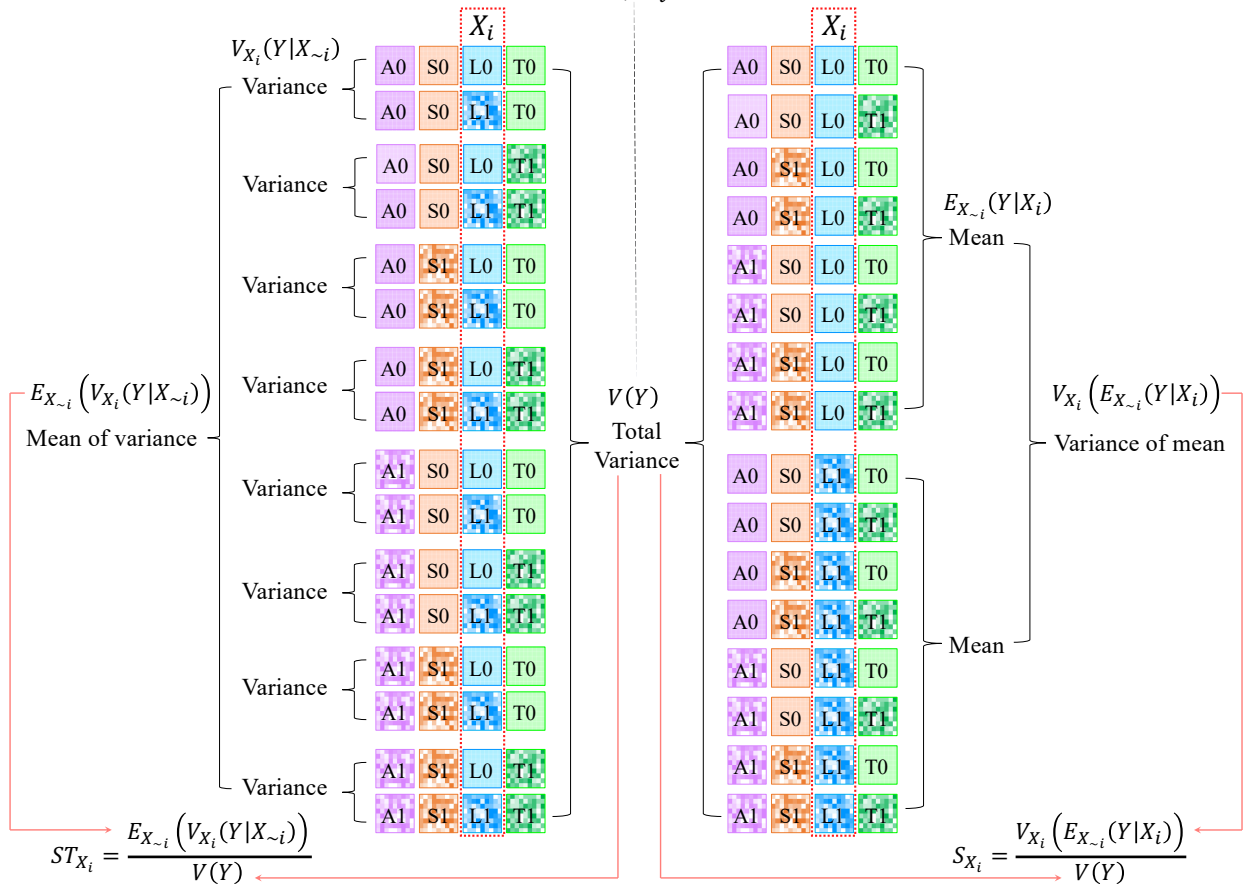 X_i
V_{X_i}(Y|X_{~i})
Variance
A0 S0 L0 T0
A0 S0 L1 T0
Variance
A0 S0 L0 T1
A0 S0 L1 T1
Variance
A0 S1 L0 T0
A0 S1 L1 T0
Variance
A0 S1 L0 T1
A0 S1 L1 T1
E_{X_{~i}}(V_{X_i}(Y|X_{~i}))
Mean of variance
Variance
A1 S0 L0 T0
A1 S0 L1 T0
Variance
A1 S0 L0 T1
A1 S0 L1 T1
Variance
A1 S1 L0 T0
A1 S1 L1 T0
Variance
A1 S1 L0 T1
A1 S1 L1 T1
ST_{X_i} = E_{X_{~i}}(V_{X_i}(Y|X_{~i})) / V(Y)
V(Y)
Total
Variance
X_i
A0 S0 L0 T0
A0 S0 L0 T1
A0 S1 L0 T0
A0 S1 L0 T1
A1 S0 L0 T0
A1 S0 L0 T1
A1 S1 L0 T0
A1 S1 L0 T1
E_{X_{~i}}(Y|X_i)
Mean
A0 S0 L1 T0
A0 S0 L1 T1
A0 S1 L1 T0
A0 S1 L1 T1
A1 S0 L1 T0
A1 S0 L1 T1
A1 S1 L1 T0
A1 S1 L1 T1
Mean
V_{X_i}(E_{X_{~i}}(Y|X_i))
Variance of mean
S_{X_i} = V_{X_i}(E_{X_{~i}}(Y|X_i)) / V(Y)